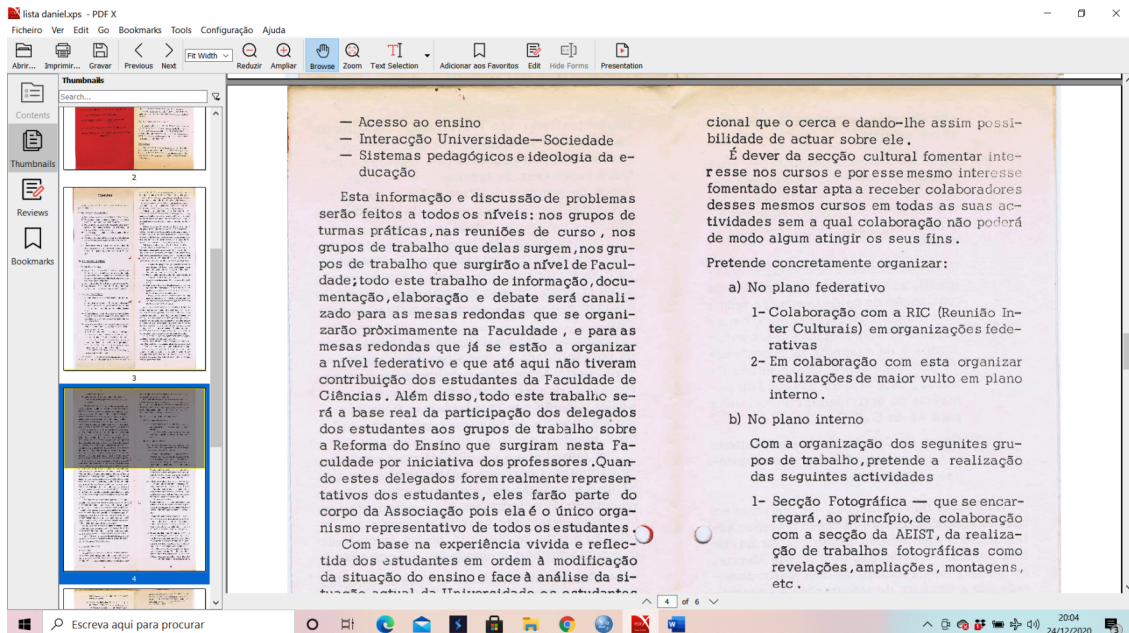 lista daniel.xps - PDF X
Ficheiro Ver Edit Go Bookmarks Tools Configuração Ajuda
Abrir... Imprimir... Gravar Previous Next Fit Width Reduzir Ampliar Browse Zoom Text Selection Adicionar aos Favoritos Edit Hide Forms Presentation
Contents
Thumbnails
Reviews
Bookmarks
Thumbnails
Search...
2
3
4
— Acesso ao ensino
— Interacção Universidade—Sociedade
— Sistemas pedagógicos e ideologia da e-
ducação
Esta informação e discussão de problemas
serão feitos a todos os níveis: nos grupos de
turmas práticas, nas reuniões de curso , nos
grupos de trabalho que delas surgem, nos gru-
pos de trabalho que surgirão a nível de Facul-
dade; todo este trabalho de informação, docu-
mentação, elaboração e debate será canali-
zado para as mesas redondas que se organi-
zarão pròximamente na Faculdade , e para as
mesas redondas que já se estão a organizar
a nível federativo e que até aqui não tiveram
contribuição dos estudantes da Faculdade de
Ciências . Além disso, todo este trabalho se-
rá a base real da participação dos delegados
dos estudantes aos grupos de trabalho sobre
a Reforma do Ensino que surgiram nesta Fa-
culdade por iniciativa dos professores .Quan-
do estes delegados forem realmente represen-
tativos dos estudantes, eles farão parte do
corpo da Associação pois ela é o único orga-
nismo representativo de todos os estudantes.
Com base na experiência vivida e reflec-
tida dos estudantes em ordem à modificação
da situação do ensino e face à análise da si-
tuação actual da Universidade os estudantes
cional que o cerca e dando-lhe assim possi-
bilidade de actuar sobre ele .
É dever da secção cultural fomentar inte-
resse nos cursos e por esse mesmo interesse
fomentado estar apta a receber colaboradores
desses mesmos cursos em todas as suas ac-
tividades sem a qual colaboração não poderá
de modo algum atingir os seus fins .
Pretende concretamente organizar:
a) No plano federativo
1- Colaboração com a RIC (Reunião In-
ter Culturais) em organizações fede-
rativas
2- Em colaboração com esta organizar
realizações de maior vulto em plano
interno .
b) No plano interno
Com a organização dos segunites gru-
pos de trabalho, pretende a realização
das seguintes actividades
1- Secção Fotográfica — que se encar-
regará , ao princípio, de colaboração
com a secção da AEIST, da realiza-
ção de trabalhos fotográficas como
revelações, ampliações , montagens,
etc .
4 of 6
Escreva aqui para procurar
20:04
24/12/2020
3